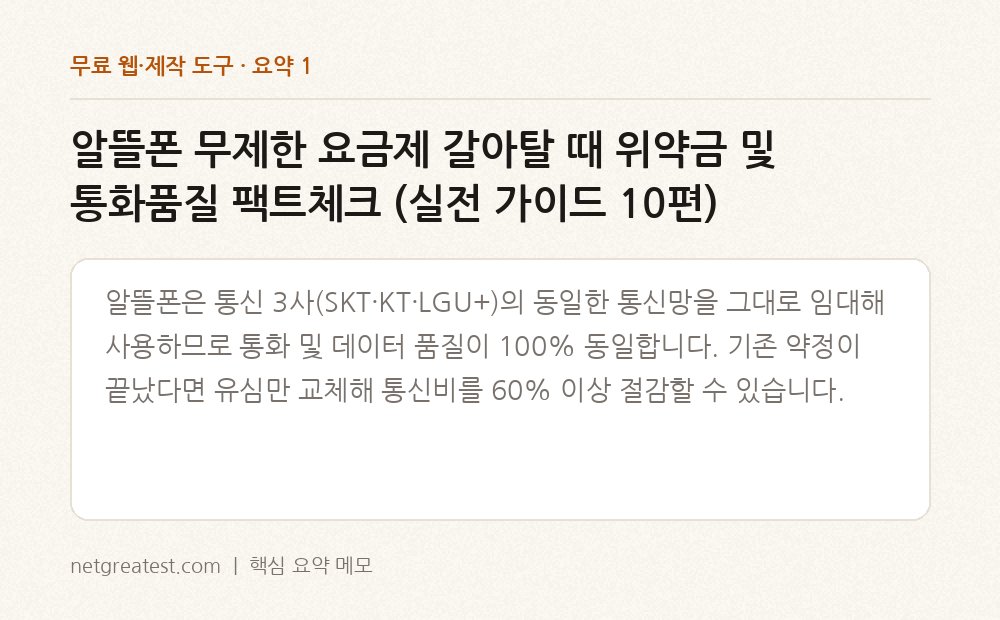 무료 웹·제작 도구 · 요약 1
알뜰폰 무제한 요금제 갈아탈 때 위약금 및
통화품질 팩트체크 (실전 가이드 10편)
알뜰폰은 통신 3사(SKT·KT·LGU+)의 동일한 통신망을 그대로 임대해
사용하므로 통화 및 데이터 품질이 100% 동일합니다. 기존 약정이
끝났다면 유심만 교체해 통신비를 60% 이상 절감할 수 있습니다.
netgreatest.com | 핵심 요약 메모